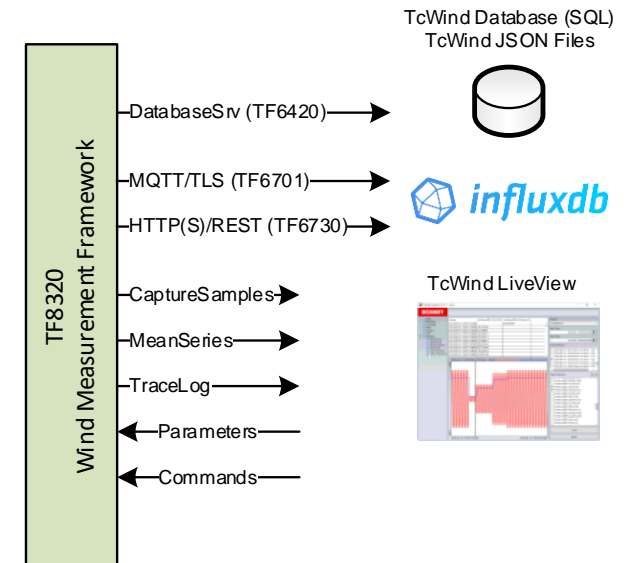 TcWind Database (SQL)
TcWind JSON Files
TF8320
Wind Measurement Framework
DatabaseSrv (TF6420)
MQTT/TLS (TF6701)
influxdb
HTTP(S)/REST (TF6730)
TcWind LiveView
CaptureSamples
MeanSeries
TraceLog
Parameters
Commands